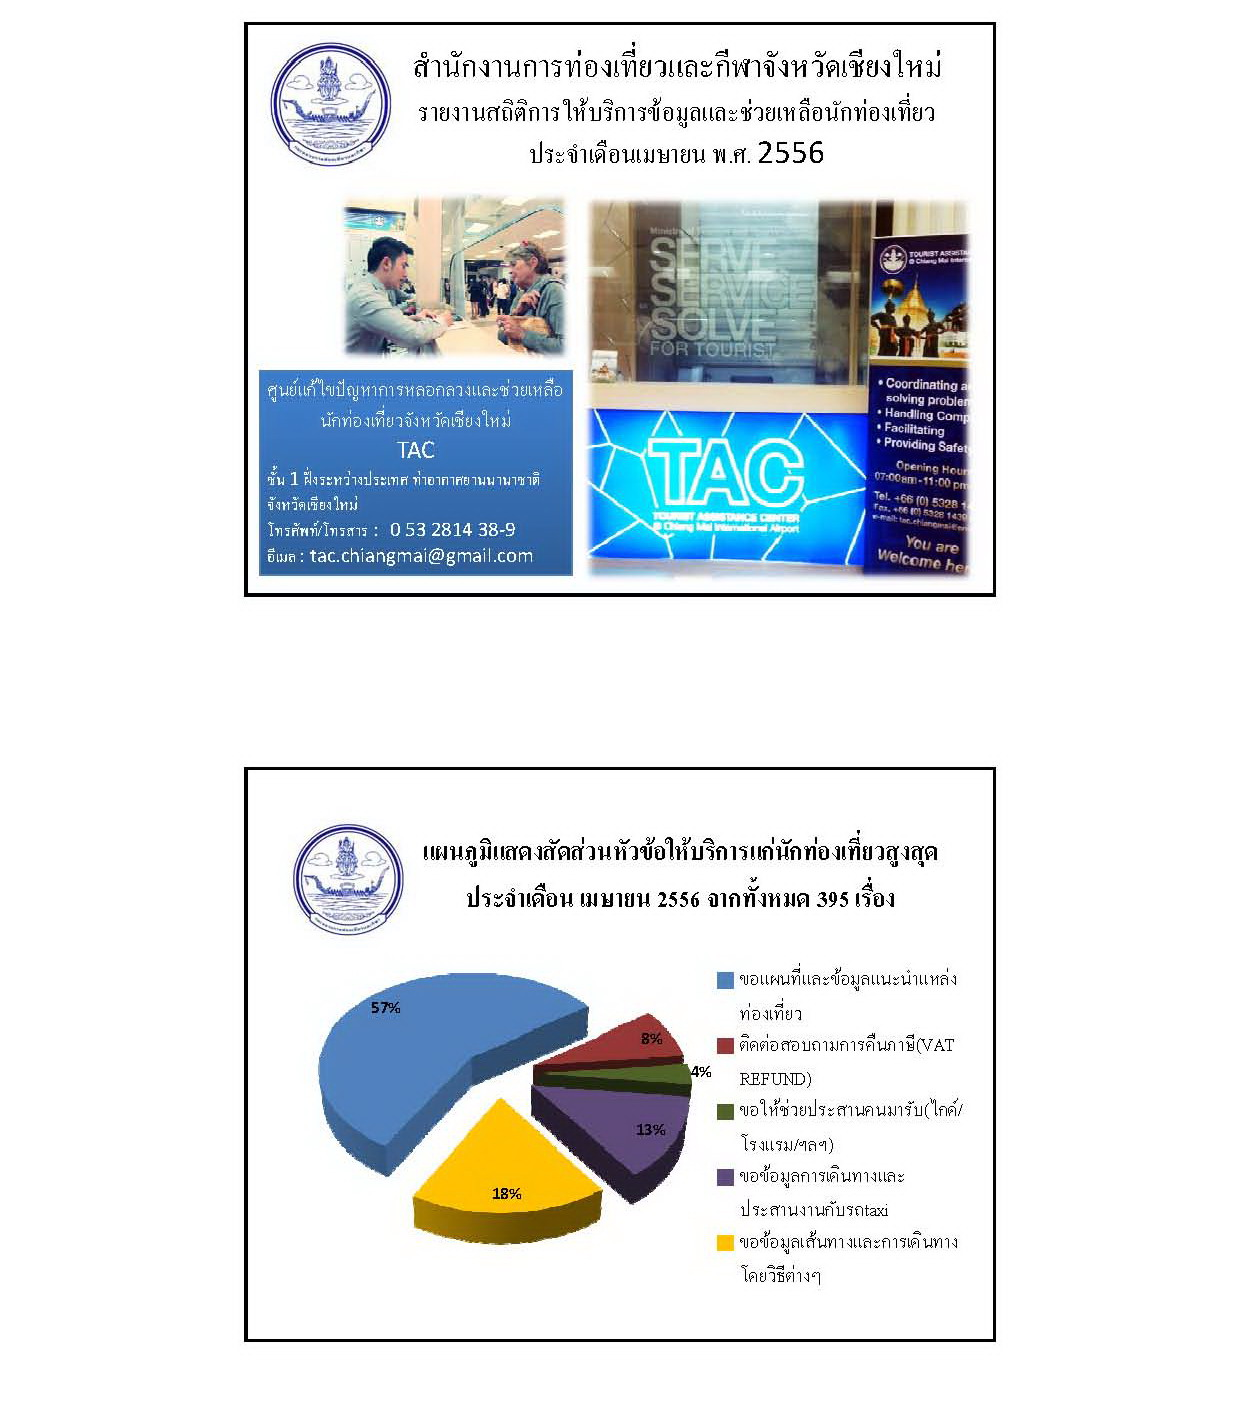 สำนักงานการท่องเที่ยวและกีฬาจังหวัดเชียงใหม่
รายงานสถิติการให้บริการข้อมูลและช่วยเหลือนักท่องเที่ยว
ประจำเดือนเมษายน พ.ศ. 2556
SERVE
SERVICE
SOLVE
FOR TOURIST
TOURIST
@ Chiang Mai
• Coordinating
solving
• Handling
• Facilitating
• Providing
Opening
07:00am-11:00 pm
Tel. +66 (0) 5328
Fax. +66 (0) 5328
You are
Welcome
TAC
TOURIST ASSISTANCE CENTER
@ Chiang Mai International Airport
ศูนย์แก้ไขปัญหาการหลอกลวงและช่วยเหลือ
นักท่องเที่ยวจังหวัดเชียงใหม่
TAC
ชั้น 1 ฝั่งระหว่างประเทศ ท่าอากาศยานนานาชาติ
จังหวัดเชียงใหม่
โทรศัพท์/โทรสาร : 0 53 2814 38-9
อีเมล : tac.chiangmai@gmail.com
แผนภูมิแสดงสัดส่วนหัวข้อให้บริการแก่นักท่องเที่ยวสูงสุด
ประจำเดือน เมษายน 2556 จากทั้งหมด 395 เรื่อง
57%
8%
4%
13%
18%
ขอแผนที่และข้อมูลแนะนำแหล่ง
ท่องเที่ยว
ติดต่อสอบถามการคืนภาษี(VAT
REFUND)
ขอให้ช่วยประสานคนมารับ(ไกด์/
โรงแรม/ฯลฯ)
ขอข้อมูลการเดินทางและ
ประสานงานกับรถtaxi
ขอข้อมูลเส้นทางและการเดินทาง
โดยวิธีต่างๆ